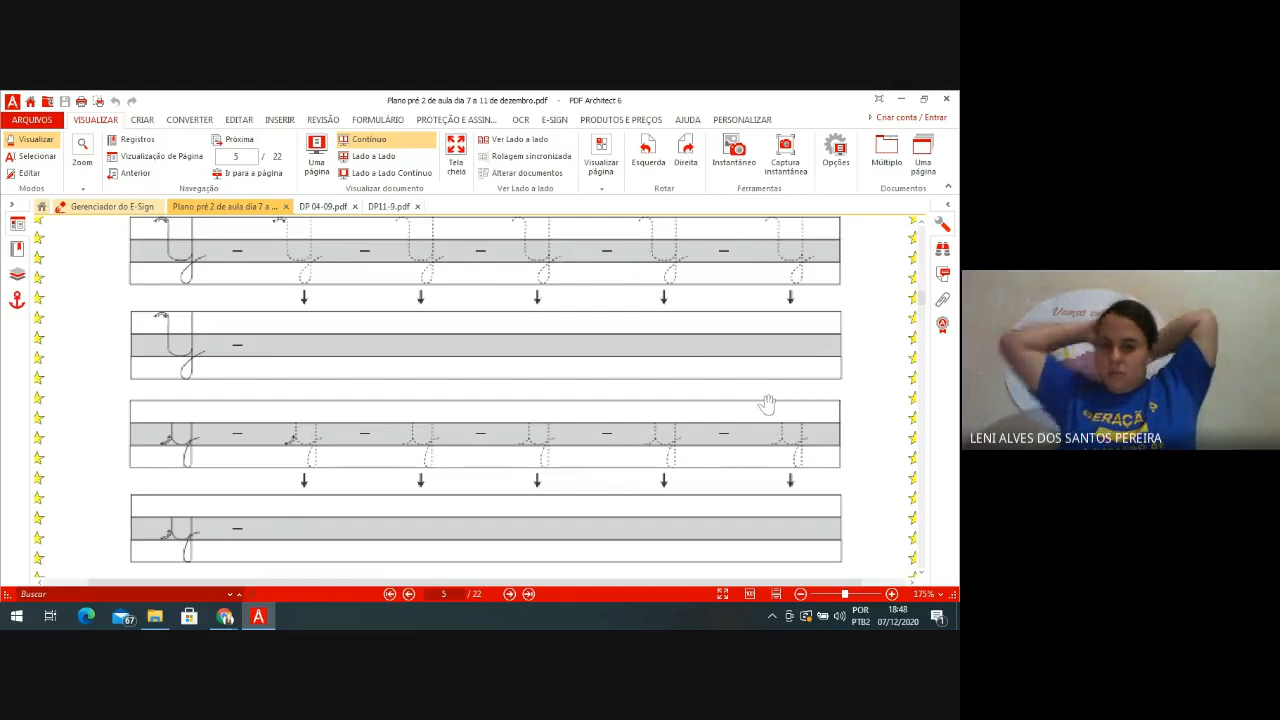 Plano pré 2 de aula dia 7 a 11 de dezembro.pdf - PDF Architect 6
ARQUIVOS VISUALIZAR CRIAR CONVERTER EDITAR INSERIR REVISÃO FORMULÁRIO PROTEÇÃO E ASSIN... OCR E-SIGN PRODUTOS E PREÇOS AJUDA PERSONALIZAR Criar conta / Entrar
Visualizar
Selecionar
Editar
Modos
Zoom
Registros
Vizualização de Página
Anterior
Próxima
5 / 22
Ir para a página
Navegação
Uma página
Contínuo
Lado a Lado
Lado a Lado Contínuo
Visualizar documento
Tela cheia
Ver Lado a lado
Rolagem sincronizada
Alterar documentos
Ver Lado a lado
Visualizar página
Esquerda
Direita
Rotar
Instantâneo
Captura instantânea
Ferramentas
Opções
Múltiplo
Uma página
Documentos
Gerenciador do E-Sign
Plano pré 2 de aula dia 7 a ...
DP 04-09.pdf
DP11-9.pdf
Y - Y - Y - Y - Y - Y
Y -
y - y - y - y - y - y
y -
Vamos
GERAÇÃO
LENI ALVES DOS SANTOS PEREIRA
Buscar
5 / 22
175%
67
POR
PTB2
18:48
07/12/2020
1